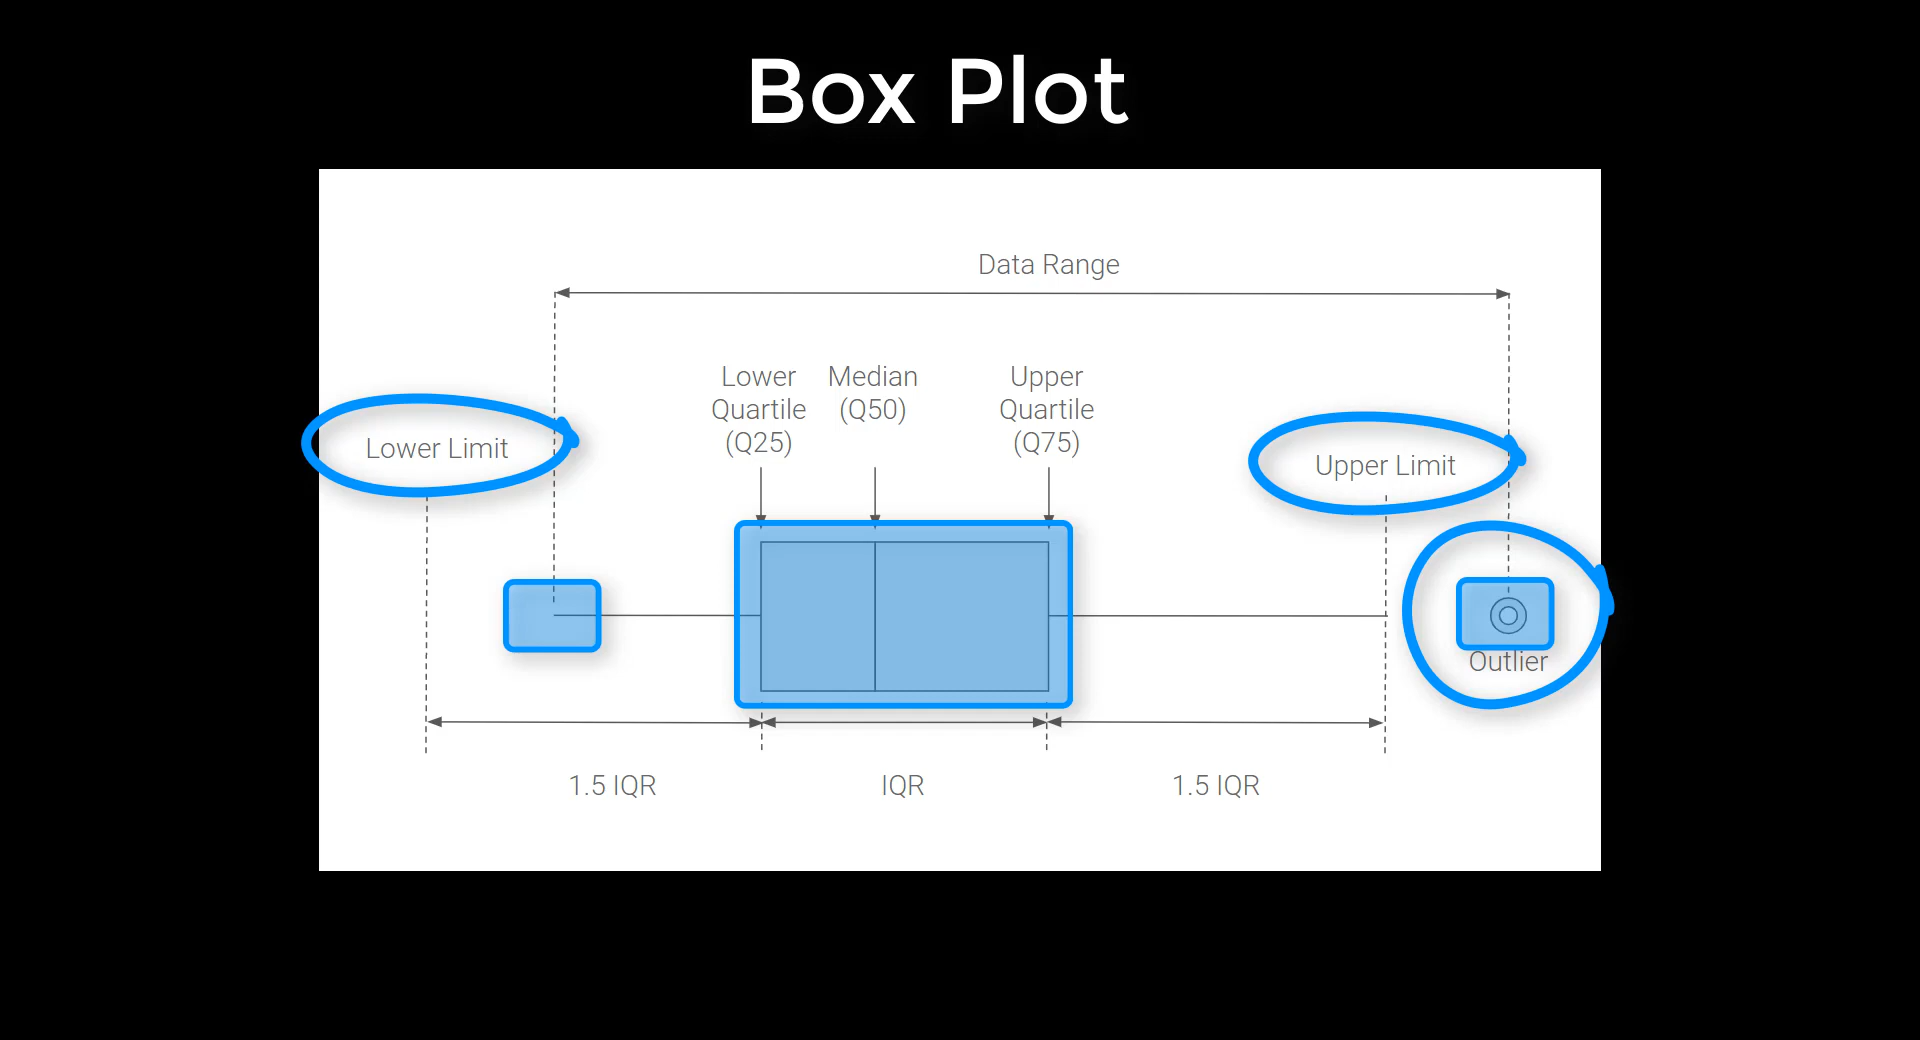 Box Plot
Data Range
Lower
Quartile
(Q25)
Median
(Q50)
Upper
Quartile
(Q75)
Lower Limit
Upper Limit
Outlier
1.5 IQR
IQR
1.5 IQR